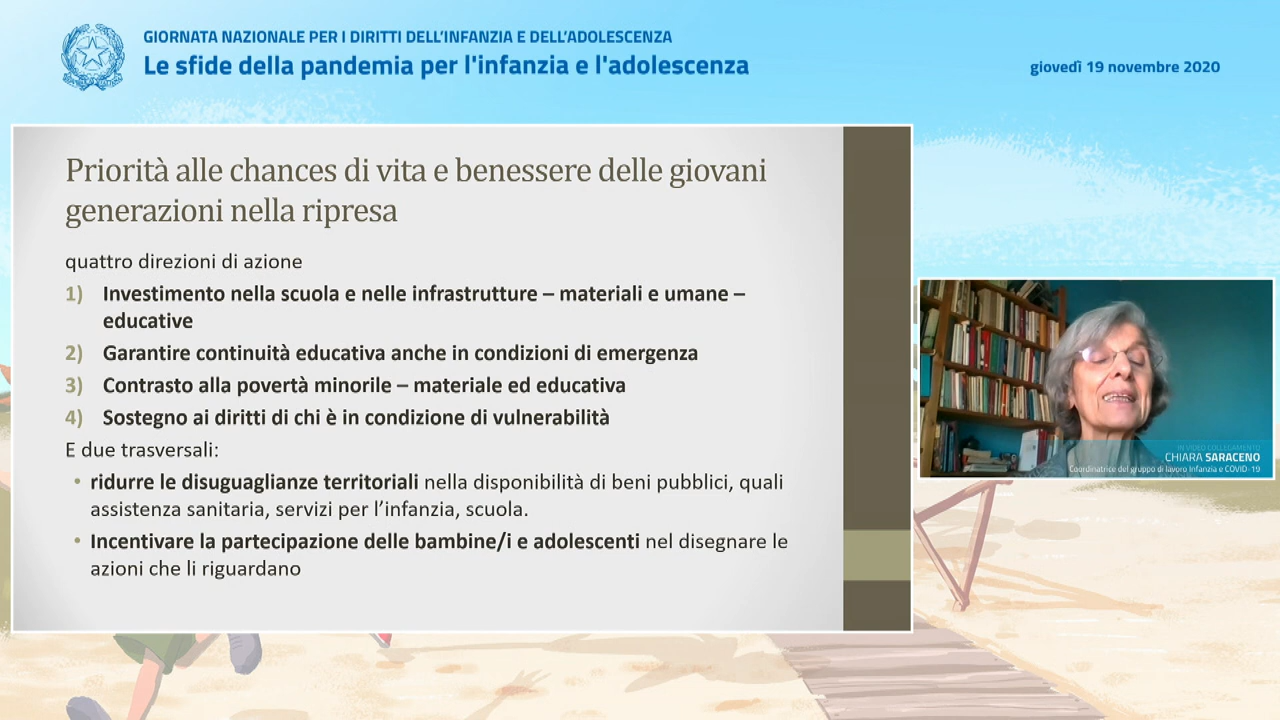 GIORNATA NAZIONALE PER I DIRITTI DELL'INFANZIA E DELL'ADOLESCENZA
Le sfide della pandemia per l'infanzia e l'adolescenza
giovedì 19 novembre 2020
Priorità alle chances di vita e benessere delle giovani
generazioni nella ripresa
quattro direzioni di azione
1) Investimento nella scuola e nelle infrastrutture – materiali e umane –
educative
2) Garantire continuità educativa anche in condizioni di emergenza
3) Contrasto alla povertà minorile – materiale ed educativa
4) Sostegno ai diritti di chi è in condizione di vulnerabilità
E due trasversali:
• ridurre le disuguaglianze territoriali nella disponibilità di beni pubblici, quali
assistenza sanitaria, servizi per l'infanzia, scuola.
• Incentivare la partecipazione delle bambine/i e adolescenti nel disegnare le
azioni che li riguardano
IN VIDEO COLLEGAMENTO
CHIARA SARACENO
Coordinatrice del gruppo di lavoro Infanzia e COVID-19